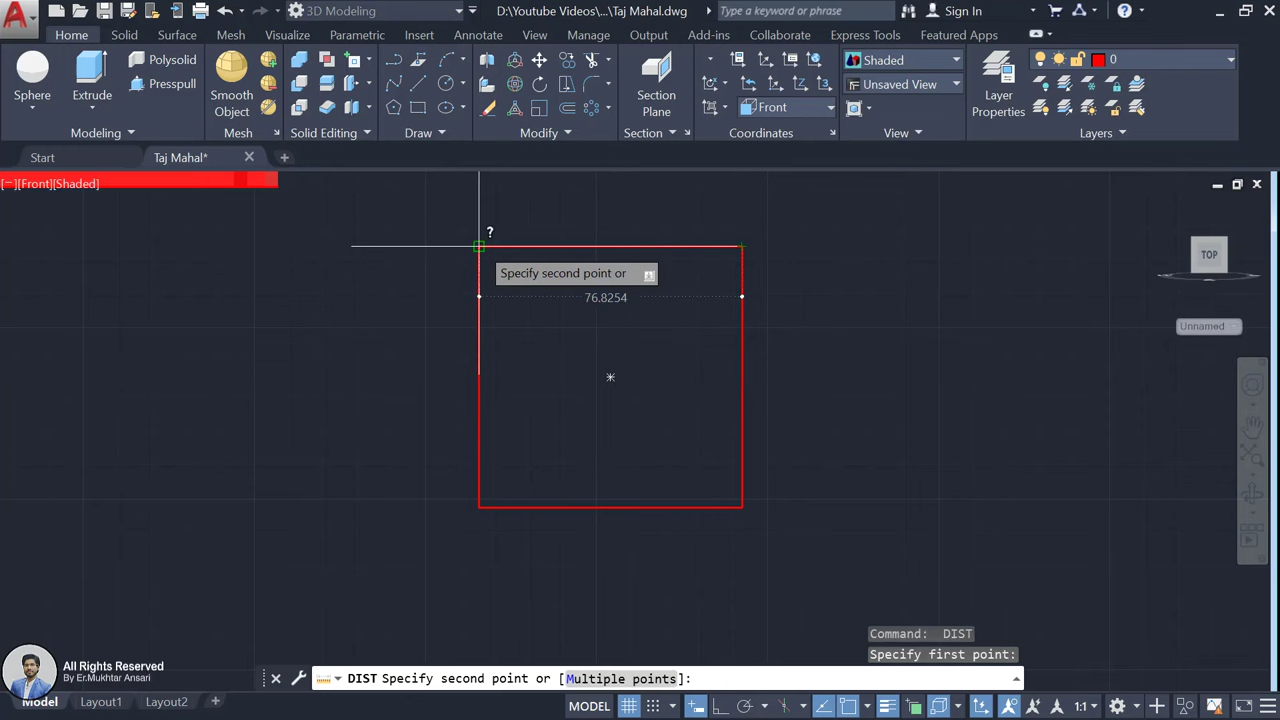 3D Modeling
D:\Youtube Videos\...\Taj Mahal.dwg
Type a keyword or phrase
Sign In
Home
Solid
Surface
Mesh
Visualize
Parametric
Insert
Annotate
View
Manage
Output
Add-ins
Collaborate
Express Tools
Featured Apps
Sphere
Extrude
Polysolid
Presspull
Smooth
Object
Section
Plane
Shaded
Unsaved View
Front
Layer
Properties
0
Modeling
Mesh
Solid Editing
Draw
Modify
Section
Coordinates
View
Layers
Start
Taj Mahal*
[−][Front][Shaded]
TOP
Unnamed
?
Specify second point or
76.8254
Command: DIST
Specify first point:
DIST Specify second point or [Multiple points]:
All Rights Reserved
By Er.Mukhtar Ansari
Model
Layout1
Layout2
MODEL
1:1